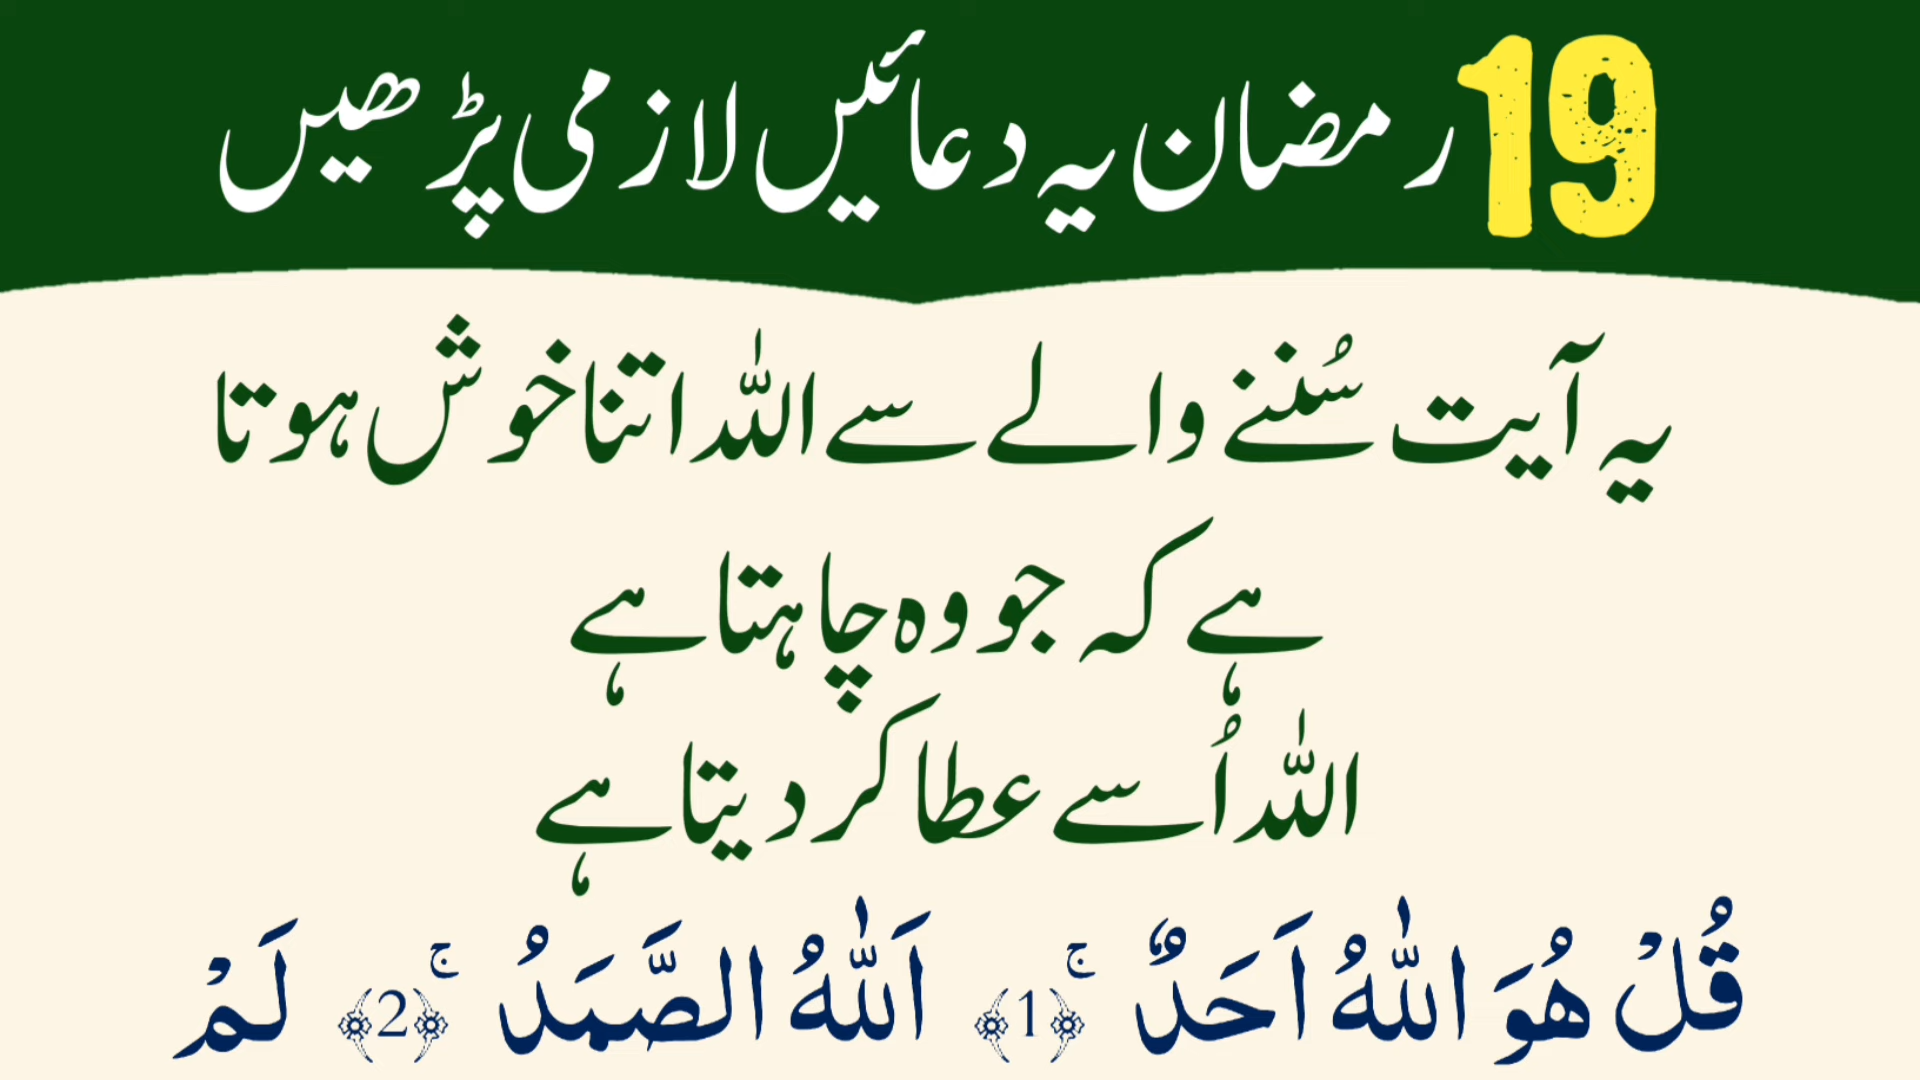 19 رمضان یہ دعائیں لازمی پڑھیں
یہ آیت سُننے والے سے اللہ اتنا خوش ہوتا
ہے کہ جو وہ چاہتا ہے
اللہ اُسے عطا کر دیتا ہے
قُلْ هُوَ اللّٰهُ اَحَدٌ ۚ﴿1﴾ اَللّٰهُ الصَّمَدُ ۚ﴿2﴾ لَمْ